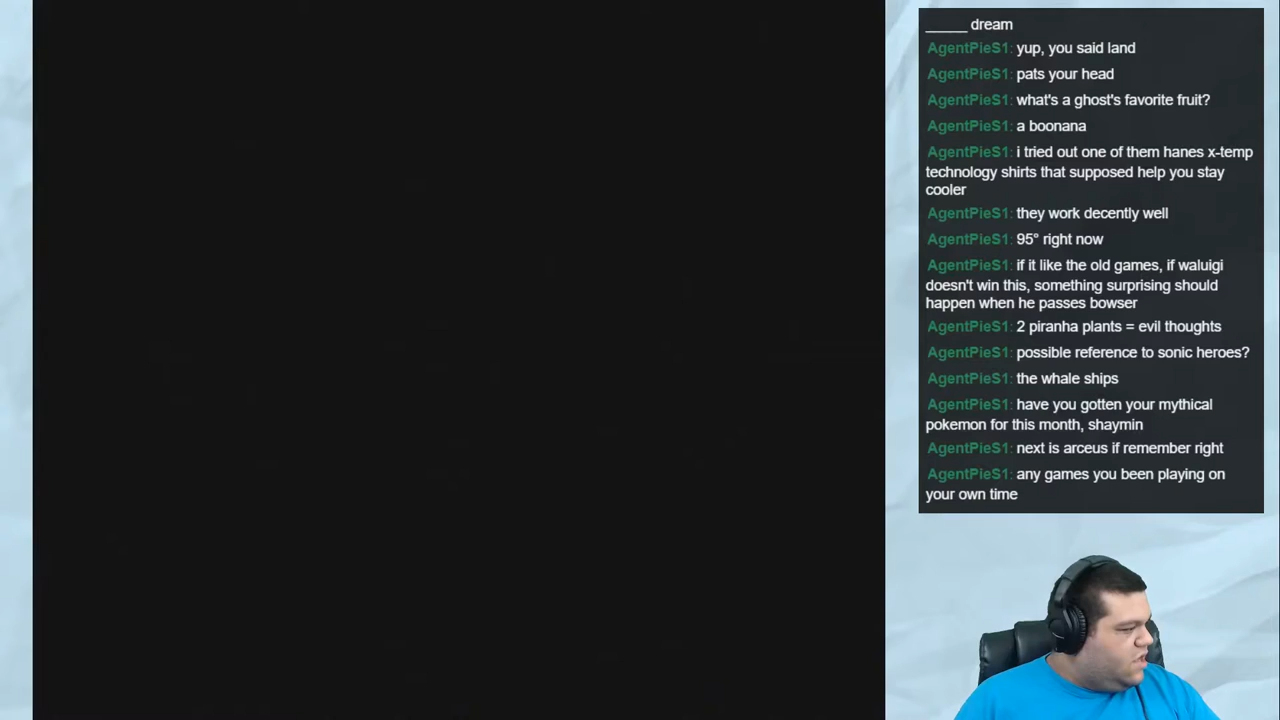 _____ dream
AgentPieS1: yup, you said land
AgentPieS1: pats your head
AgentPieS1: what's a ghost's favorite fruit?
AgentPieS1: a boonana
AgentPieS1: i tried out one of them hanes x-temp
technology shirts that supposed help you stay
cooler
AgentPieS1: they work decently well
AgentPieS1: 95° right now
AgentPieS1: if it like the old games, if waluigi
doesn't win this, something surprising should
happen when he passes bowser
AgentPieS1: 2 piranha plants = evil thoughts
AgentPieS1: possible reference to sonic heroes?
AgentPieS1: the whale ships
AgentPieS1: have you gotten your mythical
pokemon for this month, shaymin
AgentPieS1: next is arceus if remember right
AgentPieS1: any games you been playing on
your own time